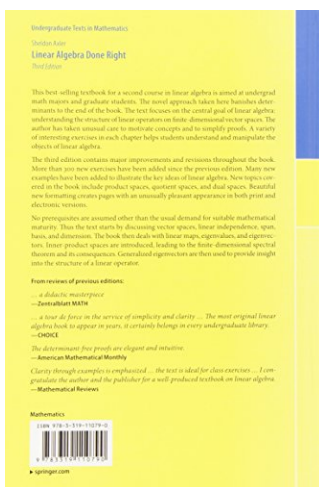 Undergraduate Texts in Mathematics
Sheldon Axler
Linear Algebra Done Right
Third Edition
This best-selling textbook for a second course in linear algebra is aimed at undergrad
math majors and graduate students. The novel approach taken here banishes deter-
minants to the end of the book. The text focuses on the central goal of linear algebra:
understanding the structure of linear operators on finite-dimensional vector spaces. The
author has taken unusual care to motivate concepts and to simplify proofs. A variety
of interesting exercises in each chapter helps students understand and manipulate the
objects of linear algebra.
The third edition contains major improvements and revisions throughout the book.
More than 300 new exercises have been added since the previous edition. Many new
examples have been added to illustrate the key ideas of linear algebra. New topics cov-
ered in the book include product spaces, quotient spaces, and dual spaces. Beautiful
new formatting creates pages with an unusually pleasant appearance in both print and
electronic versions.
No prerequisites are assumed other than the usual demand for suitable mathematical
maturity. Thus the text starts by discussing vector spaces, linear independence, span,
basis, and dimension. The book then deals with linear maps, eigenvalues, and eigenvec-
tors. Inner-product spaces are introduced, leading to the finite-dimensional spectral
theorem and its consequences. Generalized eigenvectors are then used to provide insight
into the structure of a linear operator.
From reviews of previous editions:
... a didactic masterpiece
—Zentralblatt MATH
... a tour de force in the service of simplicity and clarity ... The most original linear
algebra book to appear in years, it certainly belongs in every undergraduate library.
—CHOICE
The determinant-free proofs are elegant and intuitive.
—American Mathematical Monthly
Clarity through examples is emphasized ... the text is ideal for class exercises ... I con-
gratulate the author and the publisher for a well-produced textbook on linear algebra.
—Mathematical Reviews
Mathematics
ISBN 978-3-319-11079-0
9 783319 110790
▸ springer.com